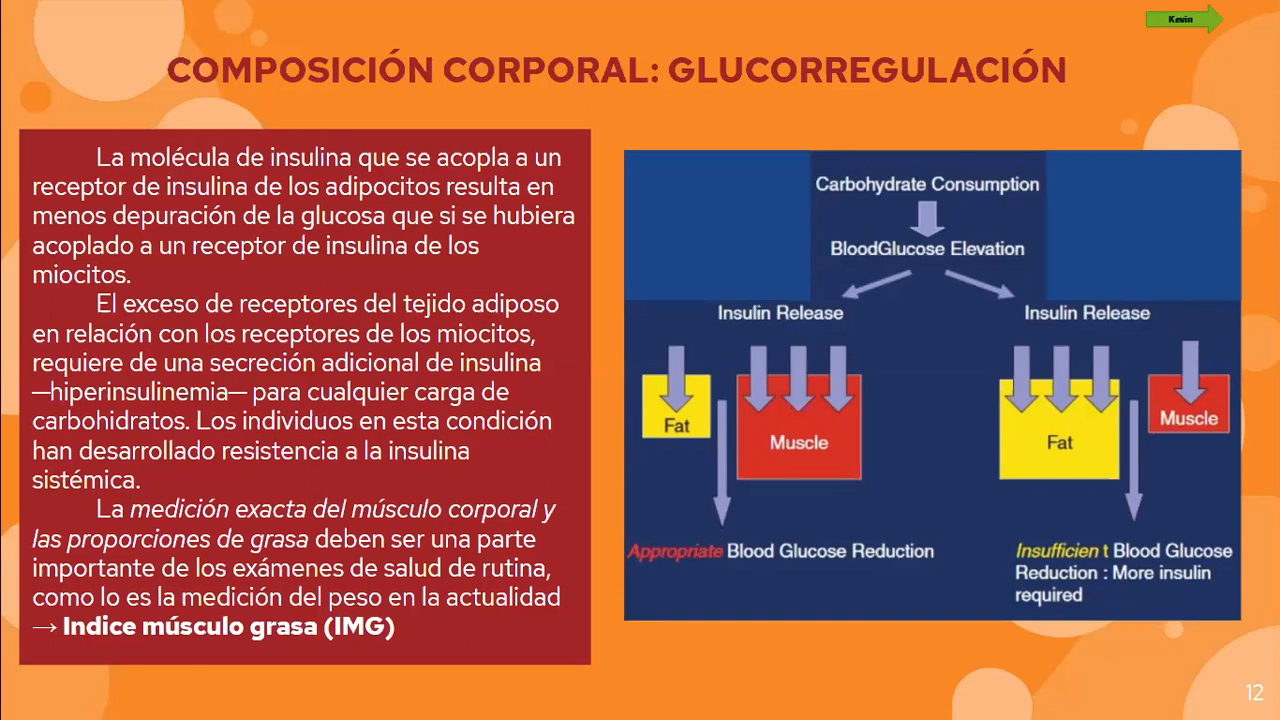 Kevin
COMPOSICIÓN CORPORAL: GLUCORREGULACIÓN
La molécula de insulina que se acopla a un
receptor de insulina de los adipocitos resulta en
menos depuración de la glucosa que si se hubiera
acoplado a un receptor de insulina de los
miocitos.
El exceso de receptores del tejido adiposo
en relación con los receptores de los miocitos,
requiere de una secreción adicional de insulina
—hiperinsulinemia— para cualquier carga de
carbohidratos. Los individuos en esta condición
han desarrollado resistencia a la insulina
sistémica.
La medición exacta del músculo corporal y
las proporciones de grasa deben ser una parte
importante de los exámenes de salud de rutina,
como lo es la medición del peso en la actualidad
→ Indice músculo grasa (IMG)
Carbohydrate Consumption
BloodGlucose Elevation
Insulin Release
Insulin Release
Fat
Muscle
Fat
Muscle
Appropriate Blood Glucose Reduction
Insufficien t Blood Glucose
Reduction : More insulin
required
12